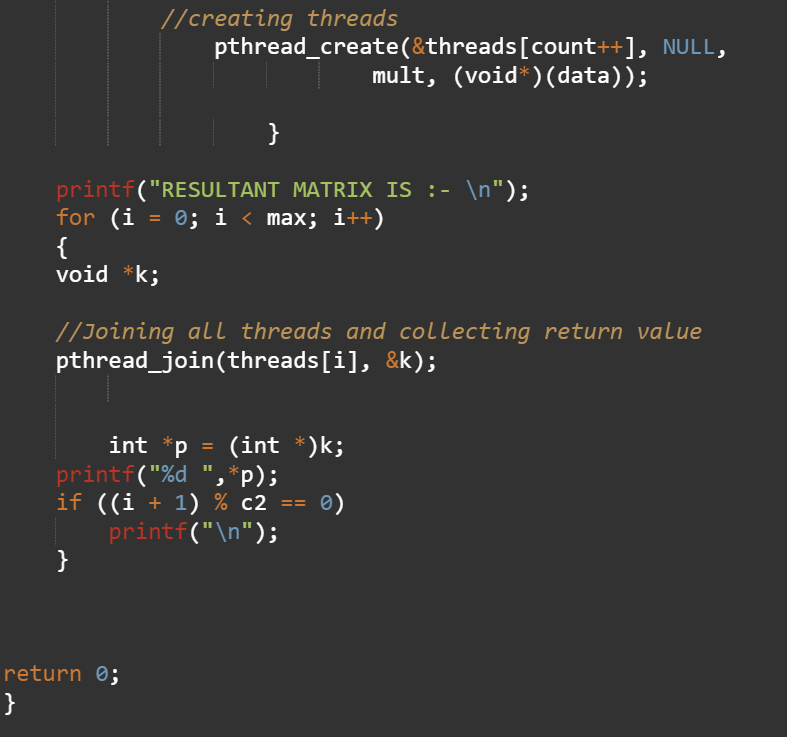 //creating threads
pthread_create(&threads[count++], NULL,
mult, (void*)(data));
}
printf("RESULTANT MATRIX IS :- \n");
for (i = 0; i < max; i++)
{
void *k;
//Joining all threads and collecting return value
pthread_join(threads[i], &k);
int *p = (int *)k;
printf("%d ",*p);
if ((i + 1) % c2 == 0)
printf("\n");
}
return 0;
}